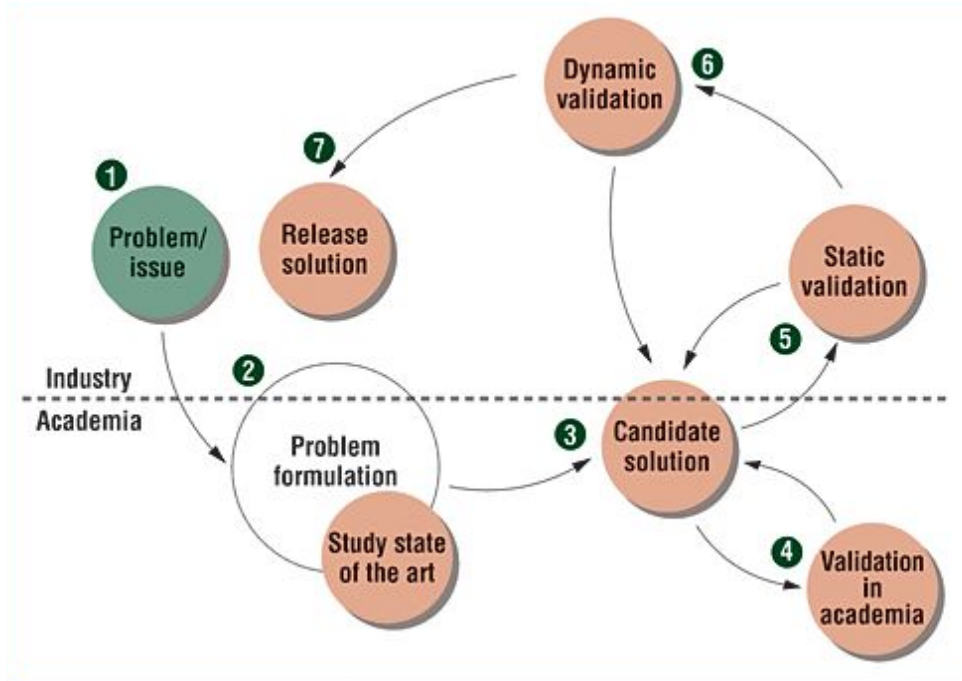 1
Problem/
issue
Industry
Academia
2
Problem
formulation
Study state
of the art
3
Candidate
solution
4
Validation
in
academia
5
Static
validation
6
Dynamic
validation
7
Release
solution